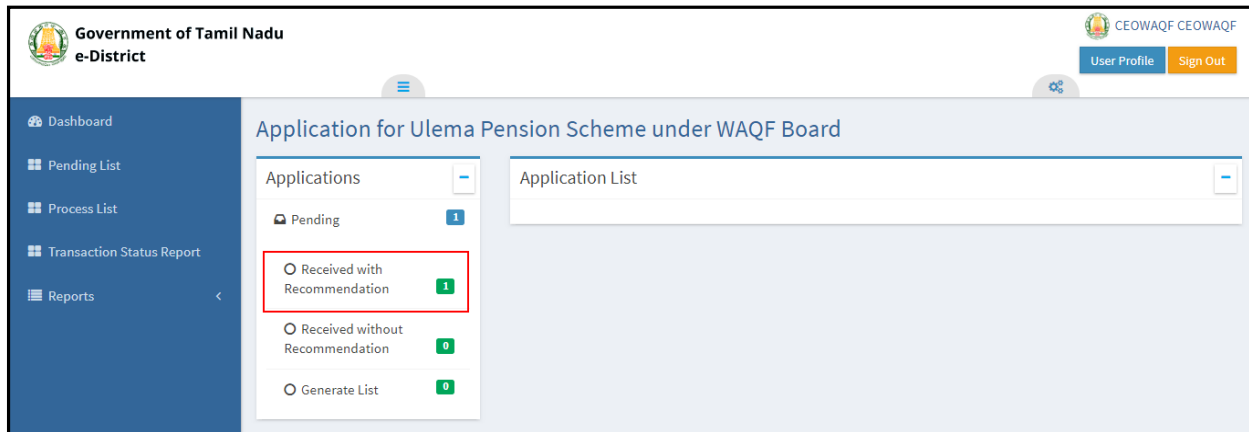 Government of Tamil Nadu
e-District
CEOWAQF CEOWAQF
User Profile
Sign Out
Dashboard
Pending List
Process List
Transaction Status Report
Reports
Application for Ulema Pension Scheme under WAQF Board
Applications
Pending 1
Received with
Recommendation 1
Received without
Recommendation 0
Generate List 0
Application List